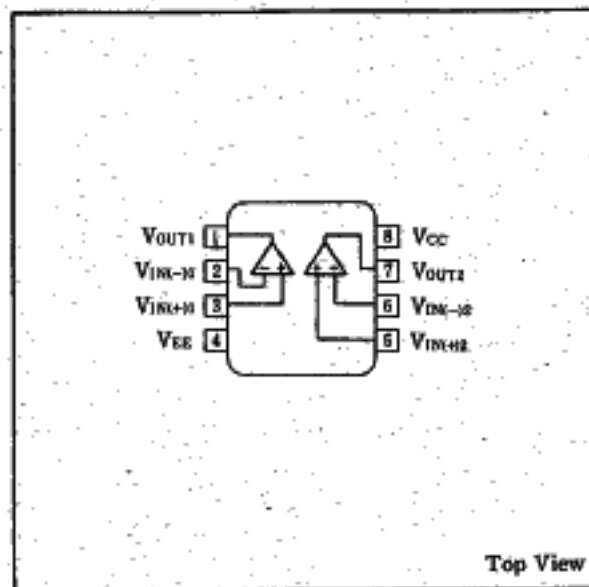 VOUT1 1
VIN(-)1 2
VIN(+)1 3
VEE 4
8 VCC
7 VOUT2
6 VIN(-)2
5 VIN(+)2
Top View